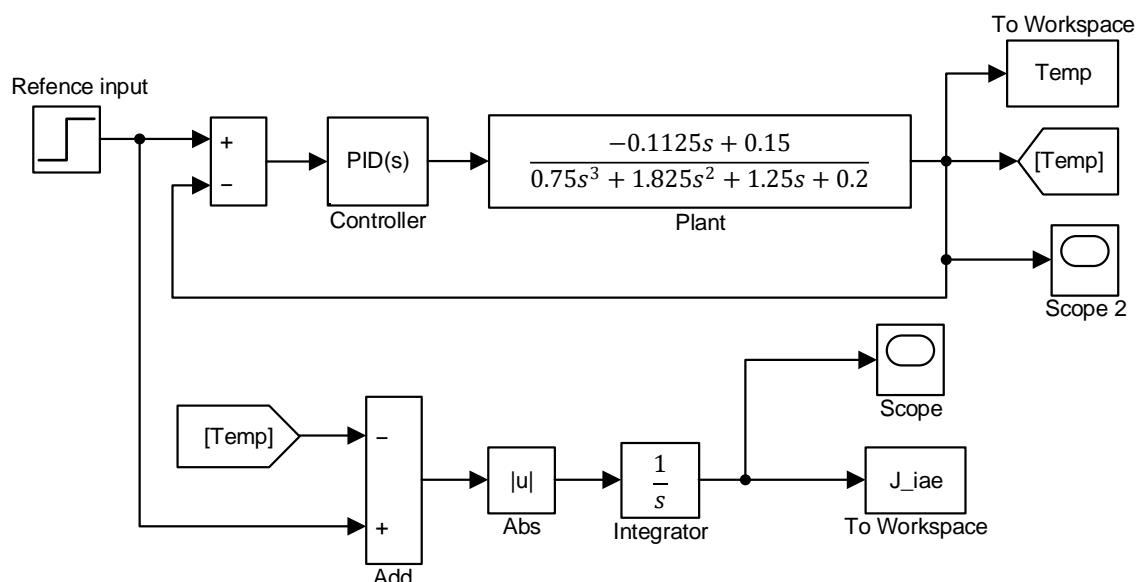 To Workspace
Temp
Refence input
+
−
PID(s)
Controller
−0.1125s + 0.15
0.75s³ + 1.825s² + 1.25s + 0.2
Plant
[Temp]
Scope 2
[Temp]
−
+
Add
|u|
Abs
1
s
Integrator
Scope
J_iae
To Workspace